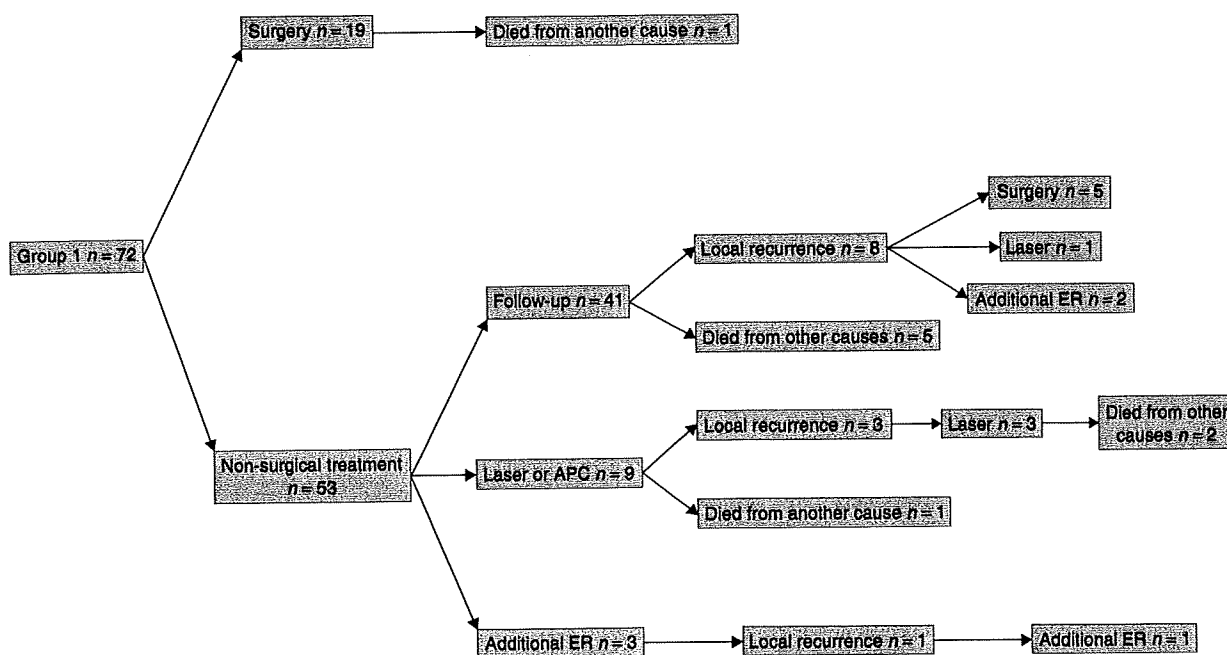 Surgery n = 19
Died from another cause n = 1
Group 1 n = 72
Surgery n = 5
Local recurrence n = 8
Laser n = 1
Follow-up n = 41
Additional ER n = 2
Died from other causes n = 5
Non-surgical treatment
n = 53
Local recurrence n = 3
Laser n = 3
Died from other
causes n = 2
Laser or APC n = 9
Died from another cause n = 1
Additional ER n = 3
Local recurrence n = 1
Additional ER n = 1